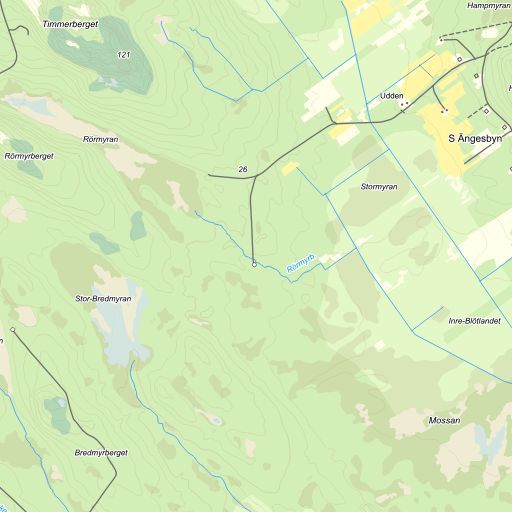 Hampmyran
Timmerberget
121
Udden
Rörmyran
S Ängesbyn
Rörmyrberget
26
Stormyran
Rörmyrb
Stor-Bredmyran
Inre-Blötlandet
Mossan
Bredmyrberget